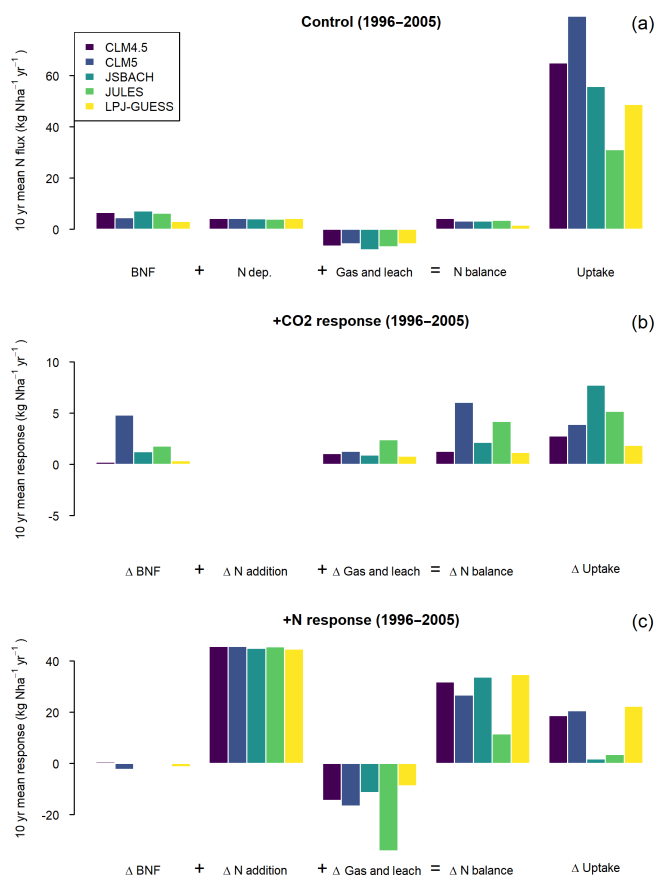 Control (1996−2005)
(a)
CLM4.5
CLM5
JSBACH
JULES
LPJ-GUESS
10 yr mean N flux (kg Nha−1 yr−1)
60
40
20
0
BNF + N dep. + Gas and leach = N balance Uptake
+CO2 response (1996−2005)
(b)
10 yr mean response (kg Nha−1 yr−1)
10
5
0
-5
Δ BNF + Δ N addition + Δ Gas and leach = Δ N balance Δ Uptake
+N response (1996−2005)
(c)
10 yr mean response (kg Nha−1 yr−1)
40
20
0
-20
Δ BNF + Δ N addition + Δ Gas and leach = Δ N balance Δ Uptake